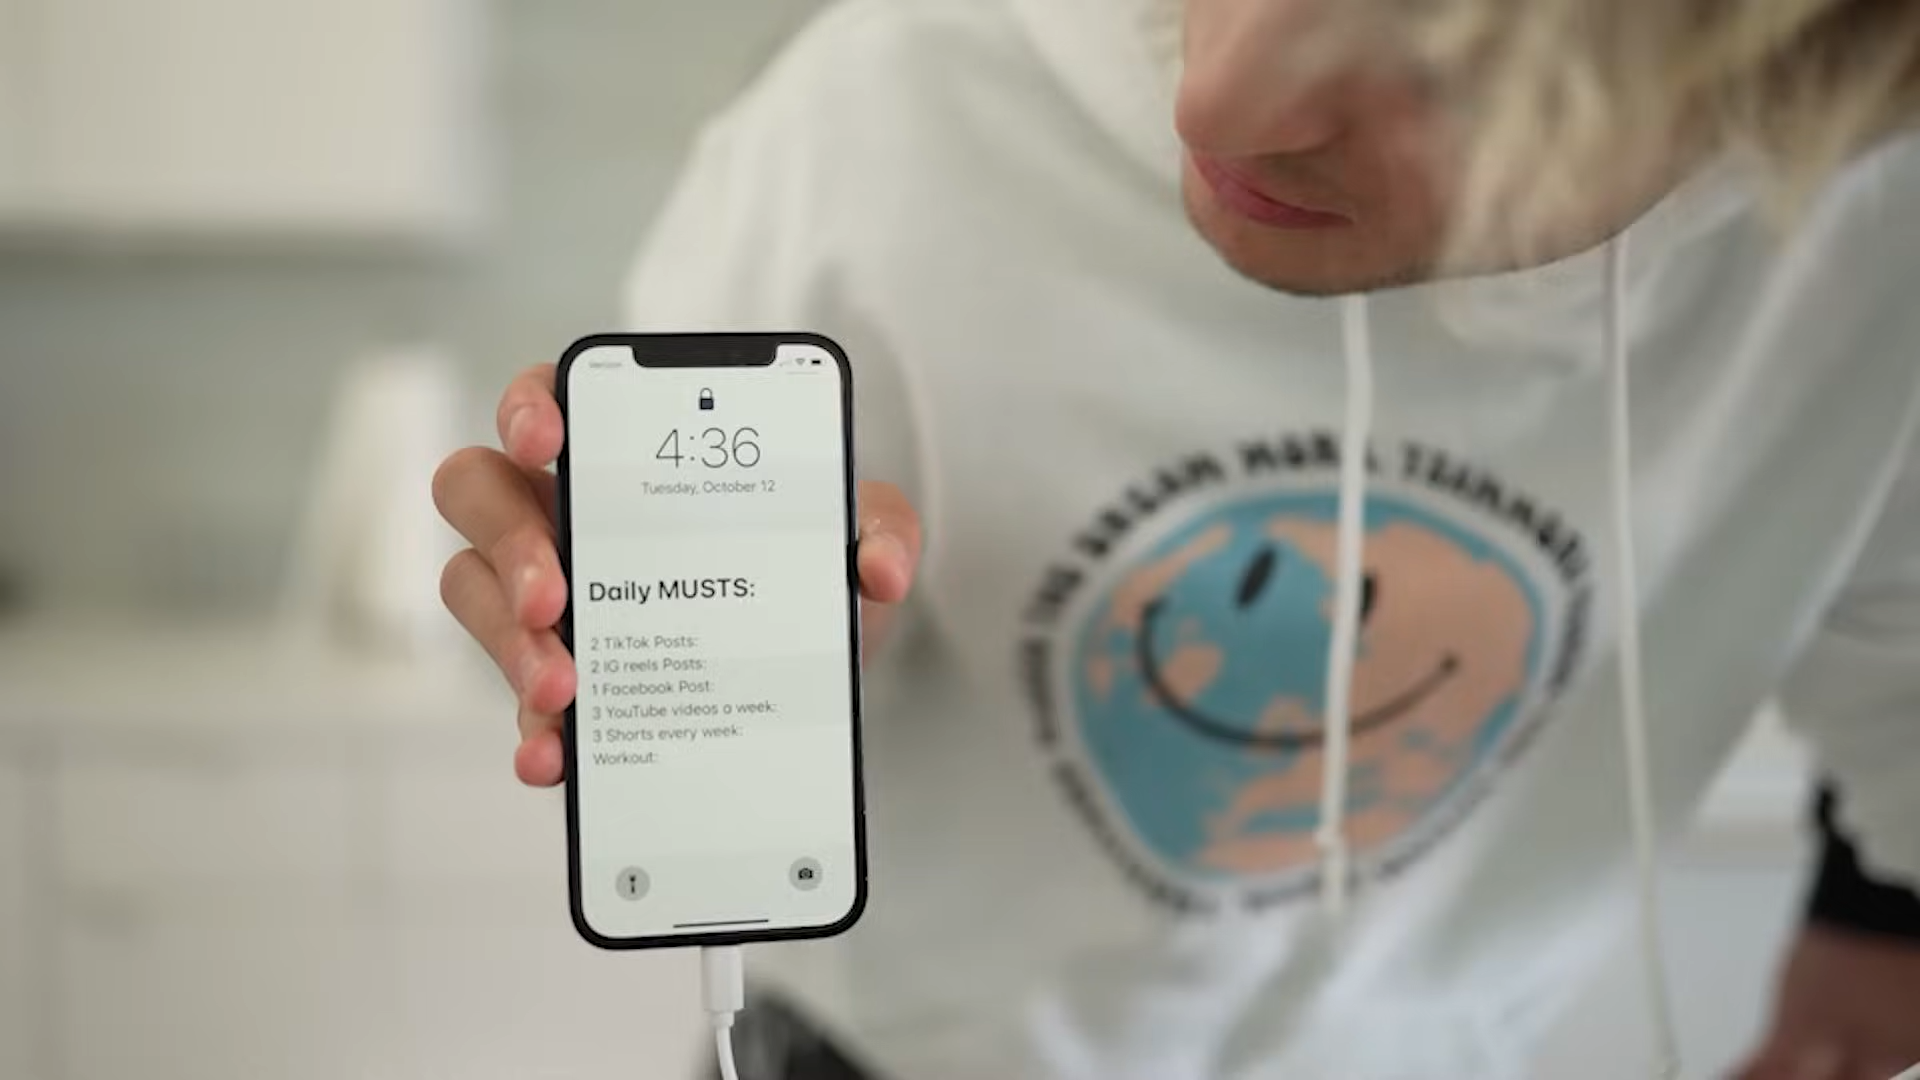 4:36
Tuesday, October 12
Daily MUSTS:
2 TikTok Posts:
2 IG reels Posts:
1 Facebook Post:
3 YouTube videos a week:
3 Shorts every week:
Workout: